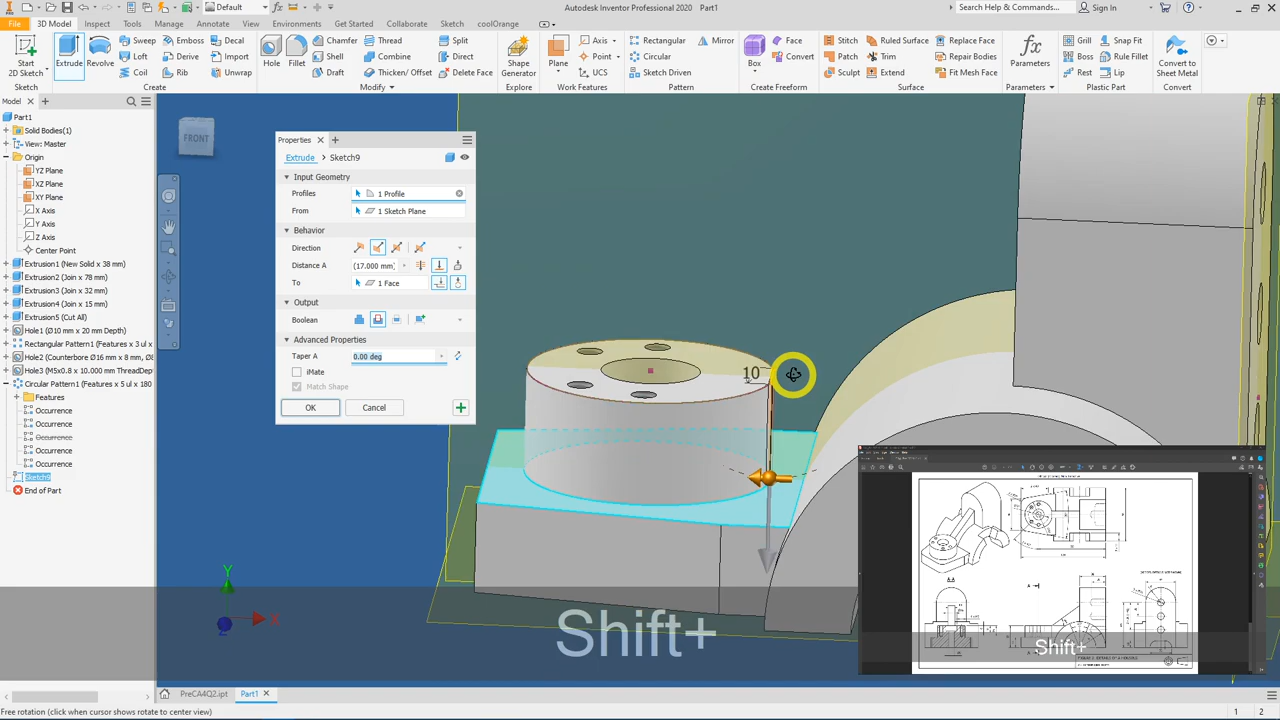 Default
Autodesk Inventor Professional 2020
Search Help & Commands...
Sign In
File
3D Model
Sketch
Inspect
Tools
Manage
Annotate
View
Environments
Get Started
Collaborate
Sketch
coolOrange
Start
2D Sketch
Extrude
Revolve
Sweep
Emboss
Decal
Loft
Derive
Import
Coil
Rib
Unwrap
Hole
Fillet
Chamfer
Thread
Shell
Combine
Draft
Thicken/ Offset
Split
Direct
Delete Face
Shape
Generator
Plane
Axis
Point
UCS
Rectangular
Mirror
Circular
Sketch Driven
Box
Face
Convert
Stitch
Ruled Surface
Replace Face
Patch
Trim
Repair Bodies
Sculpt
Extend
Fit Mesh Face
Parameters
Grill
Snap Fit
Boss
Rule Fillet
Rest
Lip
Convert to
Sheet Metal
Sketch
Create
Modify
Explore
Work Features
Pattern
Create Freeform
Surface
Parameters
Plastic Part
Convert
Model
Part1
Solid Bodies(1)
View: Master
Origin
YZ Plane
XZ Plane
XY Plane
X Axis
Y Axis
Z Axis
Center Point
Extrusion1 (New Solid x 38 mm)
Extrusion2 (Join x 78 mm)
Extrusion3 (Join x 32 mm)
Extrusion4 (Join x 15 mm)
Extrusion5 (Cut All)
Hole1 (Ø10 mm x 20 mm Depth)
Rectangular Pattern1 (Features x 3 ul
Hole2 (Counterbore Ø16 mm x 8 mm,
Hole3 (M5x0.8 x 10.000 mmDepth)
Circular Pattern1 (Features x 5 ul x 180
Features
Occurrence
Occurrence
Occurrence
Occurrence
Occurrence
Sketch9
End of Part
FRONT
Properties
Extrude
Sketch9
Input Geometry
Profiles
1 Profile
From
1 Sketch Plane
Behavior
Direction
Distance A
(17.000 mm)
To
1 Face
Output
Boolean
Advanced Properties
Taper A
0.00 deg
iMate
Match Shape
OK
Cancel
10
Y
X
Z
Shift+
Shift+
PreCA4Q2.ipt
Part1
Free rotation (click when cursor shows rotate to center view)
1
2